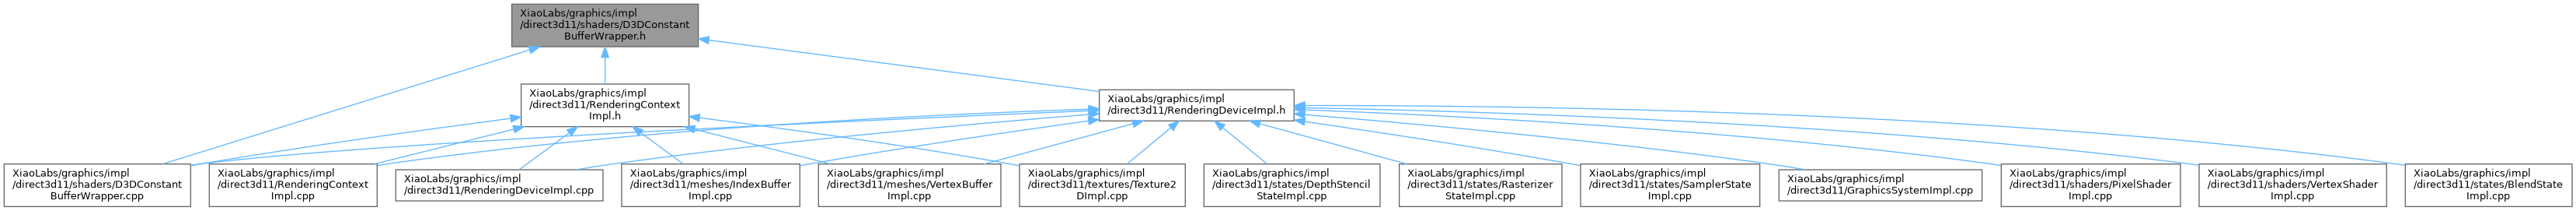 XiaoLabs/graphics/impl
/direct3d11/shaders/D3DConstant
BufferWrapper.h
XiaoLabs/graphics/impl
/direct3d11/RenderingContext
Impl.h
XiaoLabs/graphics/impl
/direct3d11/RenderingDeviceImpl.h
XiaoLabs/graphics/impl
/direct3d11/shaders/D3DConstant
BufferWrapper.cpp
XiaoLabs/graphics/impl
/direct3d11/RenderingContext
Impl.cpp
XiaoLabs/graphics/impl
/direct3d11/RenderingDeviceImpl.cpp
XiaoLabs/graphics/impl
/direct3d11/meshes/IndexBuffer
Impl.cpp
XiaoLabs/graphics/impl
/direct3d11/meshes/VertexBuffer
Impl.cpp
XiaoLabs/graphics/impl
/direct3d11/textures/Texture2
DImpl.cpp
XiaoLabs/graphics/impl
/direct3d11/states/DepthStencil
StateImpl.cpp
XiaoLabs/graphics/impl
/direct3d11/states/Rasterizer
StateImpl.cpp
XiaoLabs/graphics/impl
/direct3d11/states/SamplerState
Impl.cpp
XiaoLabs/graphics/impl
/direct3d11/GraphicsSystemImpl.cpp
XiaoLabs/graphics/impl
/direct3d11/shaders/PixelShader
Impl.cpp
XiaoLabs/graphics/impl
/direct3d11/shaders/VertexShader
Impl.cpp
XiaoLabs/graphics/impl
/direct3d11/states/BlendState
Impl.cpp